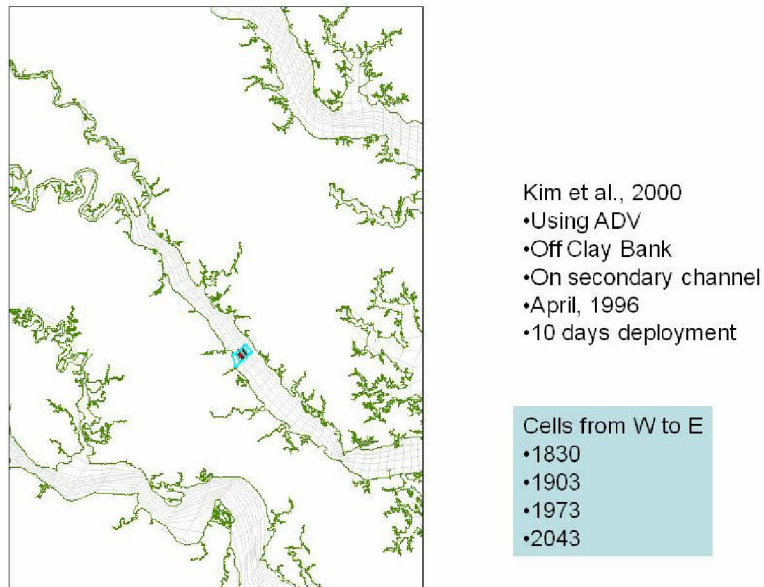 Kim et al., 2000
•Using ADV
•Off Clay Bank
•On secondary channel
•April, 1996
•10 days deployment
Cells from W to E
•1830
•1903
•1973
•2043